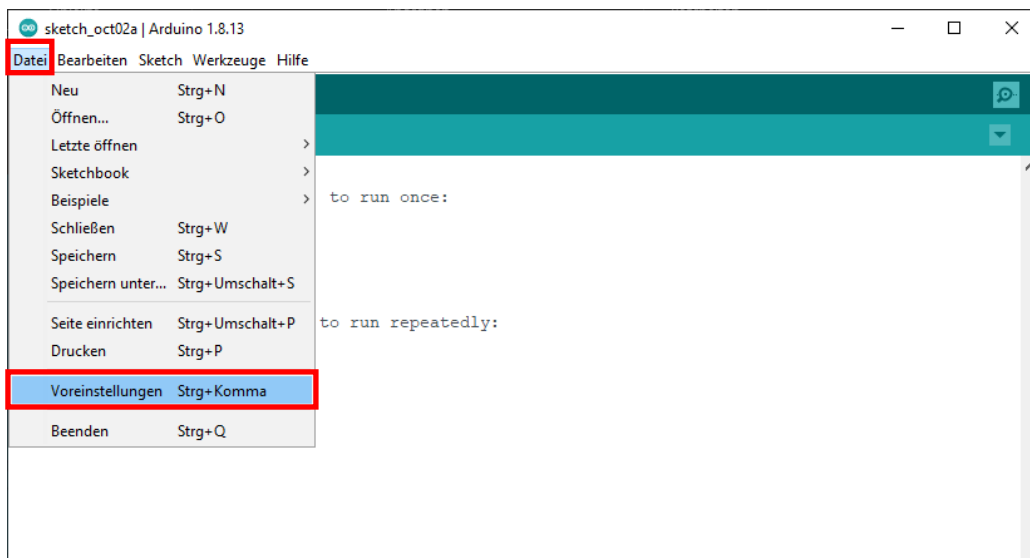 sketch_oct02a | Arduino 1.8.13
Datei Bearbeiten Sketch Werkzeuge Hilfe
Neu Strg+N
Öffnen... Strg+O
Letzte öffnen
Sketchbook
Beispiele
to run once:
Schließen Strg+W
Speichern Strg+S
Speichern unter... Strg+Umschalt+S
Seite einrichten Strg+Umschalt+P
to run repeatedly:
Drucken Strg+P
Voreinstellungen Strg+Komma
Beenden Strg+Q